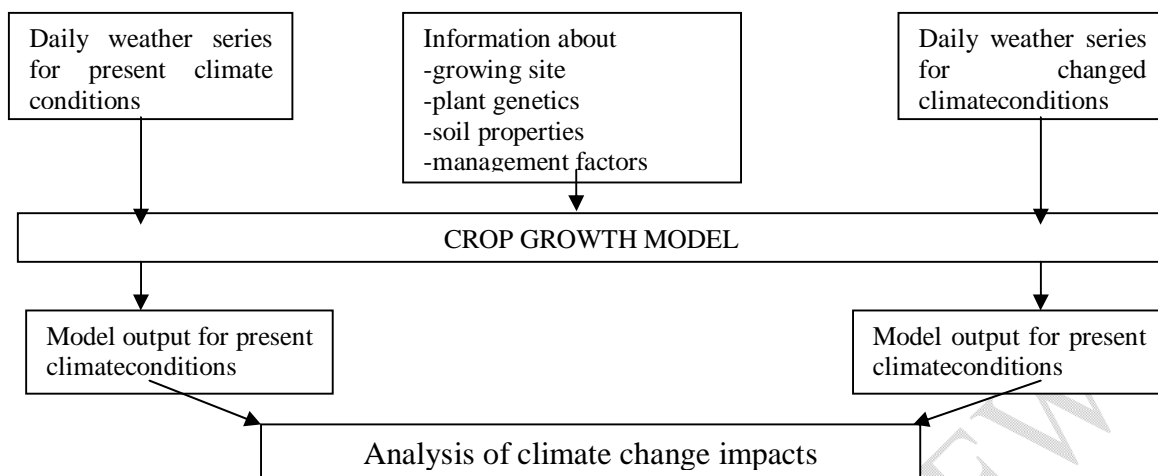 Daily weather series
for present climate
conditions
Information about
-growing site
-plant genetics
-soil properties
-management factors
Daily weather series
for changed
climateconditions
CROP GROWTH MODEL
Model output for present
climateconditions
Model output for present
climateconditions
Analysis of climate change impacts